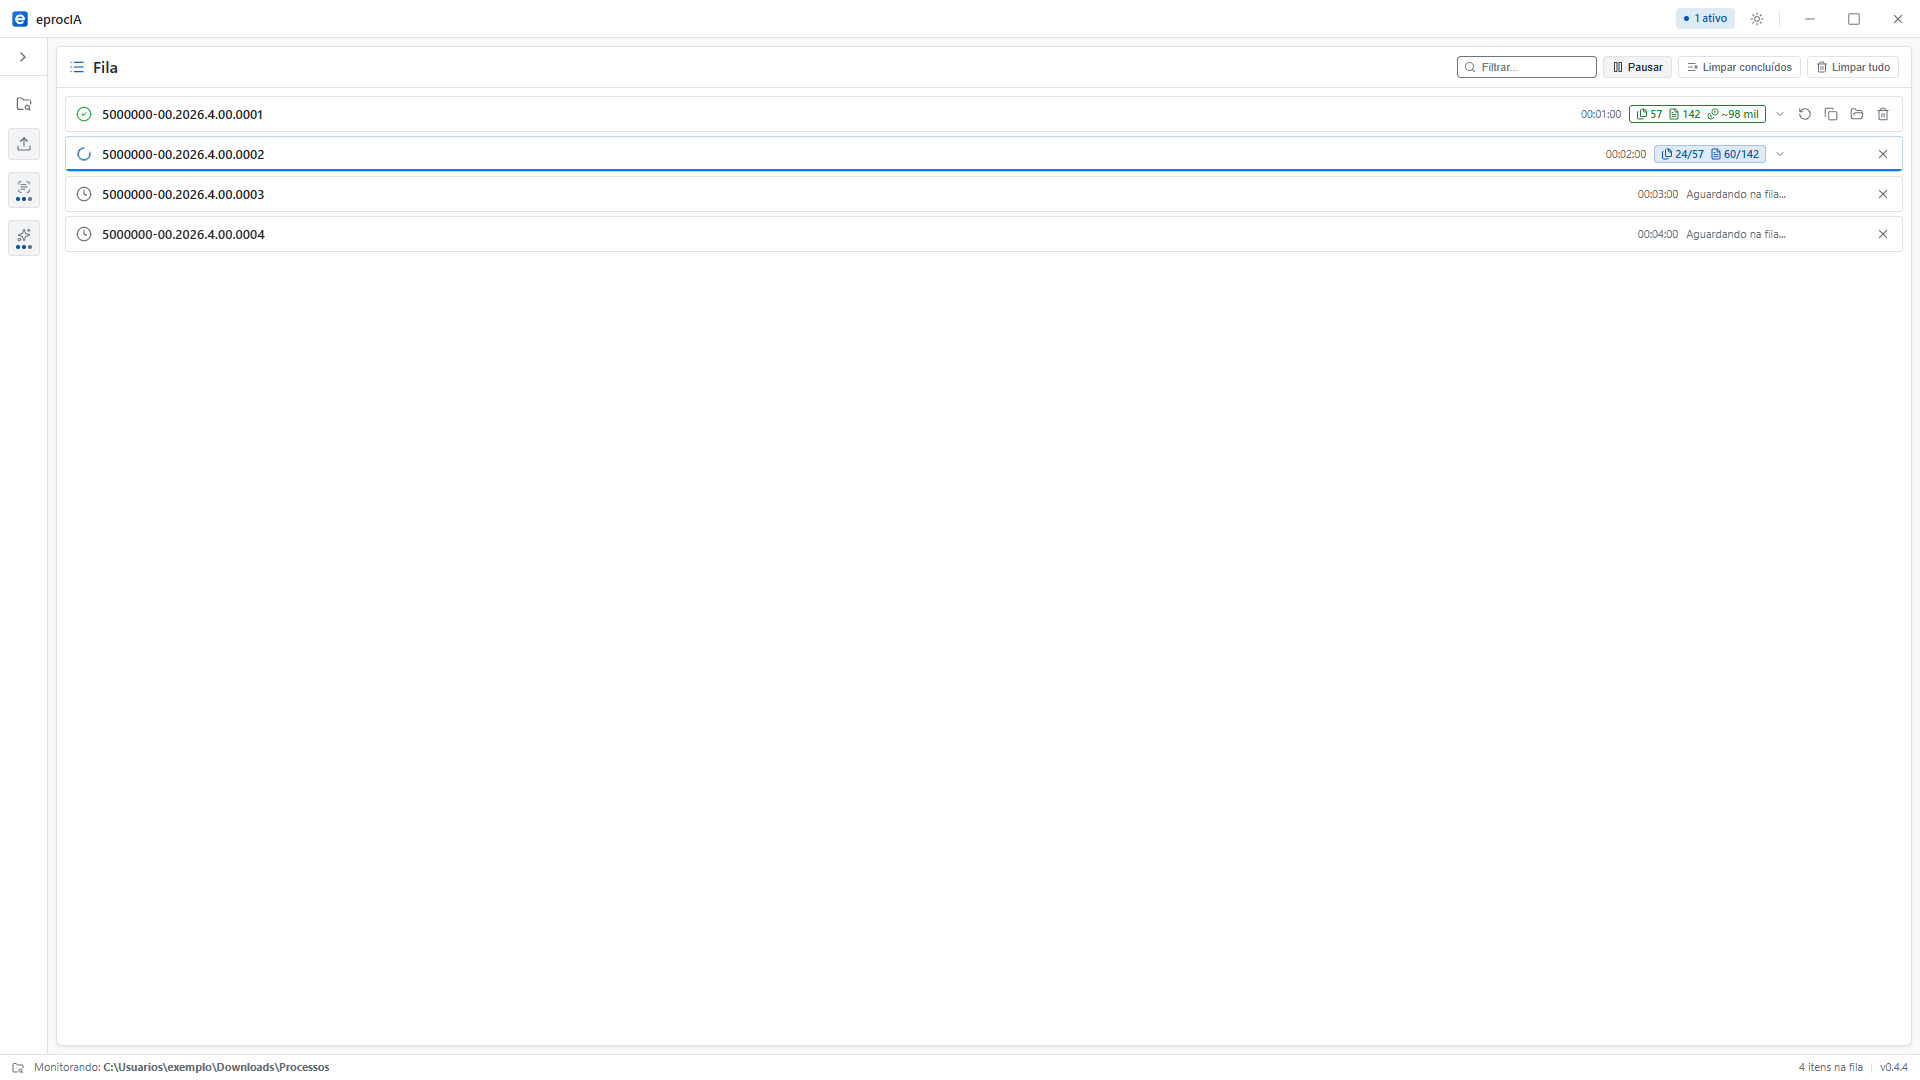 eprocIA
1 ativo
Fila
Filtrar...
Pausar
Limpar concluídos
Limpar tudo
5000000-00.2026.4.00.0001
00:01:00 57 142 ~98 mil
5000000-00.2026.4.00.0002
00:02:00 24/57 60/142
5000000-00.2026.4.00.0003
00:03:00 Aguardando na fila...
5000000-00.2026.4.00.0004
00:04:00 Aguardando na fila...
Monitorando: C:\Usuarios\exemplo\Downloads\Processos
4 itens na fila
v0.4.4